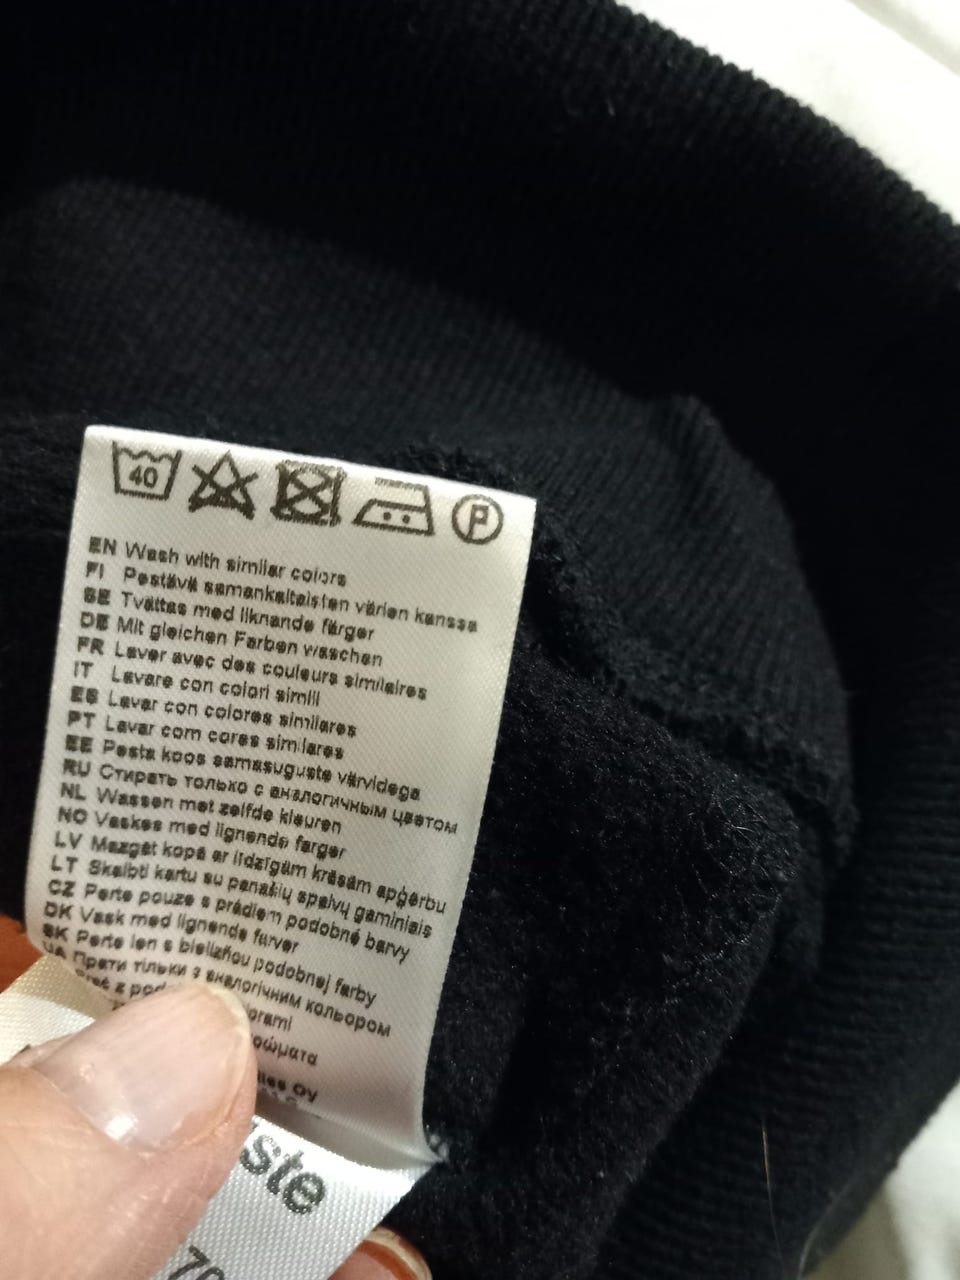 40
P
EN Wash with similar colors
FI Pestävä samankaltaisten värien kanssa
SE Tvättas med liknande färger
DE Mit gleichen Farben waschen
FR Laver avec des couleurs similaires
IT Lavare con colori simili
ES Lavar con colores similares
PT Lavar com cores similares
EE Pesta koos samasuguste värvidega
RU Стирать только с аналогичным цветом
NL Wassen met zelfde kleuren
NO Vaskes med lignende farger
LV Mazgāt kopā ar līdzīgām krāsām apģērbu
LT Skalbti kartu su panašių spalvų gaminiais
CZ Perte pouze s prádlem podobné barvy
DK Vask med lignende farver
SK Perte len s bielizňou podobnej farby
UA Прати тільки з аналогічним кольором
z
Oy
70